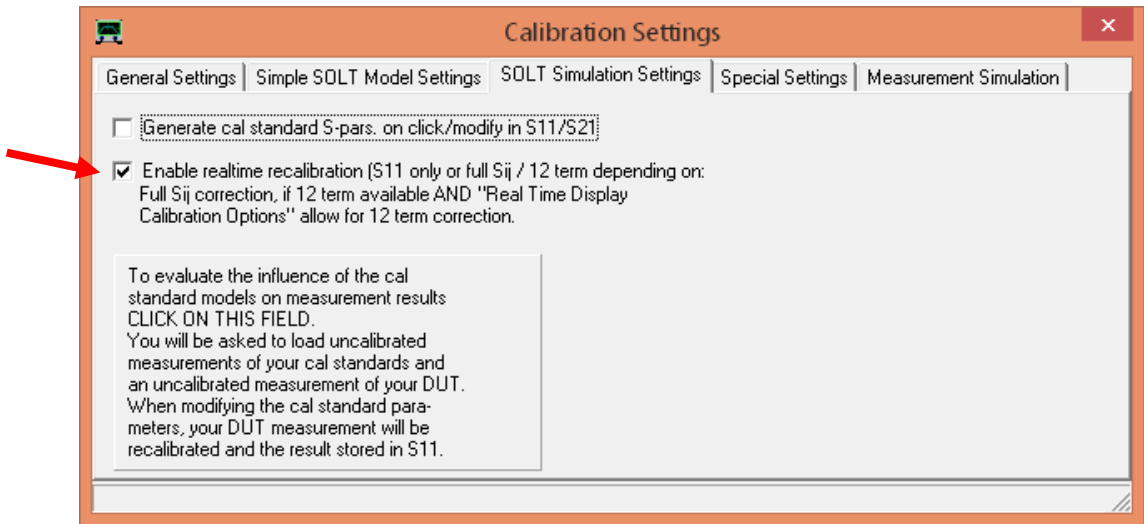 Calibration Settings
General Settings
Simple SOLT Model Settings
SOLT Simulation Settings
Special Settings
Measurement Simulation
Generate cal standard S-pars. on click/modify in S11/S21
Enable realtime recalibration (S11 only or full Sij / 12 term depending on:
Full Sij correction, if 12 term available AND "Real Time Display
Calibration Options" allow for 12 term correction.
To evaluate the influence of the cal
standard models on measurement results
CLICK ON THIS FIELD.
You will be asked to load uncalibrated
measurements of your cal standards and
an uncalibrated measurement of your DUT.
When modifying the cal standard para-
meters, your DUT measurement will be
recalibrated and the result stored in S11.